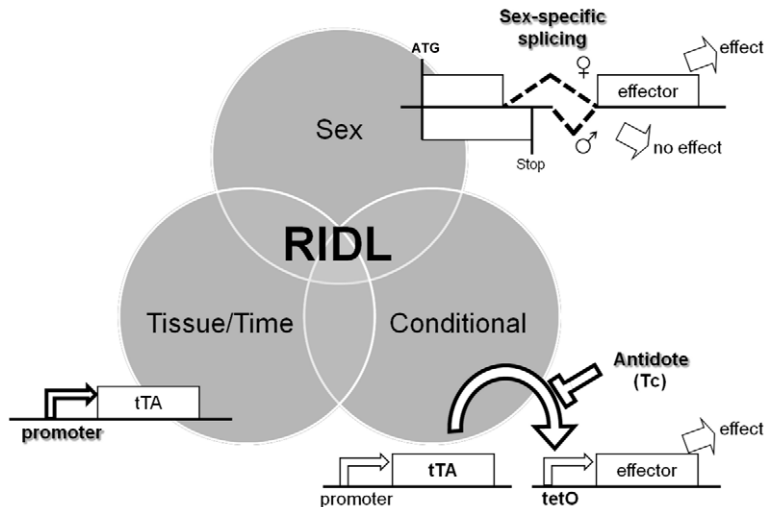 Sex-specific
splicing
ATG
♀
effect
effector
Sex
♂
no effect
Stop
RIDL
Tissue/Time
Conditional
Antidote
(Tc)
tTA
promoter
effect
tTA
effector
promoter
tetO